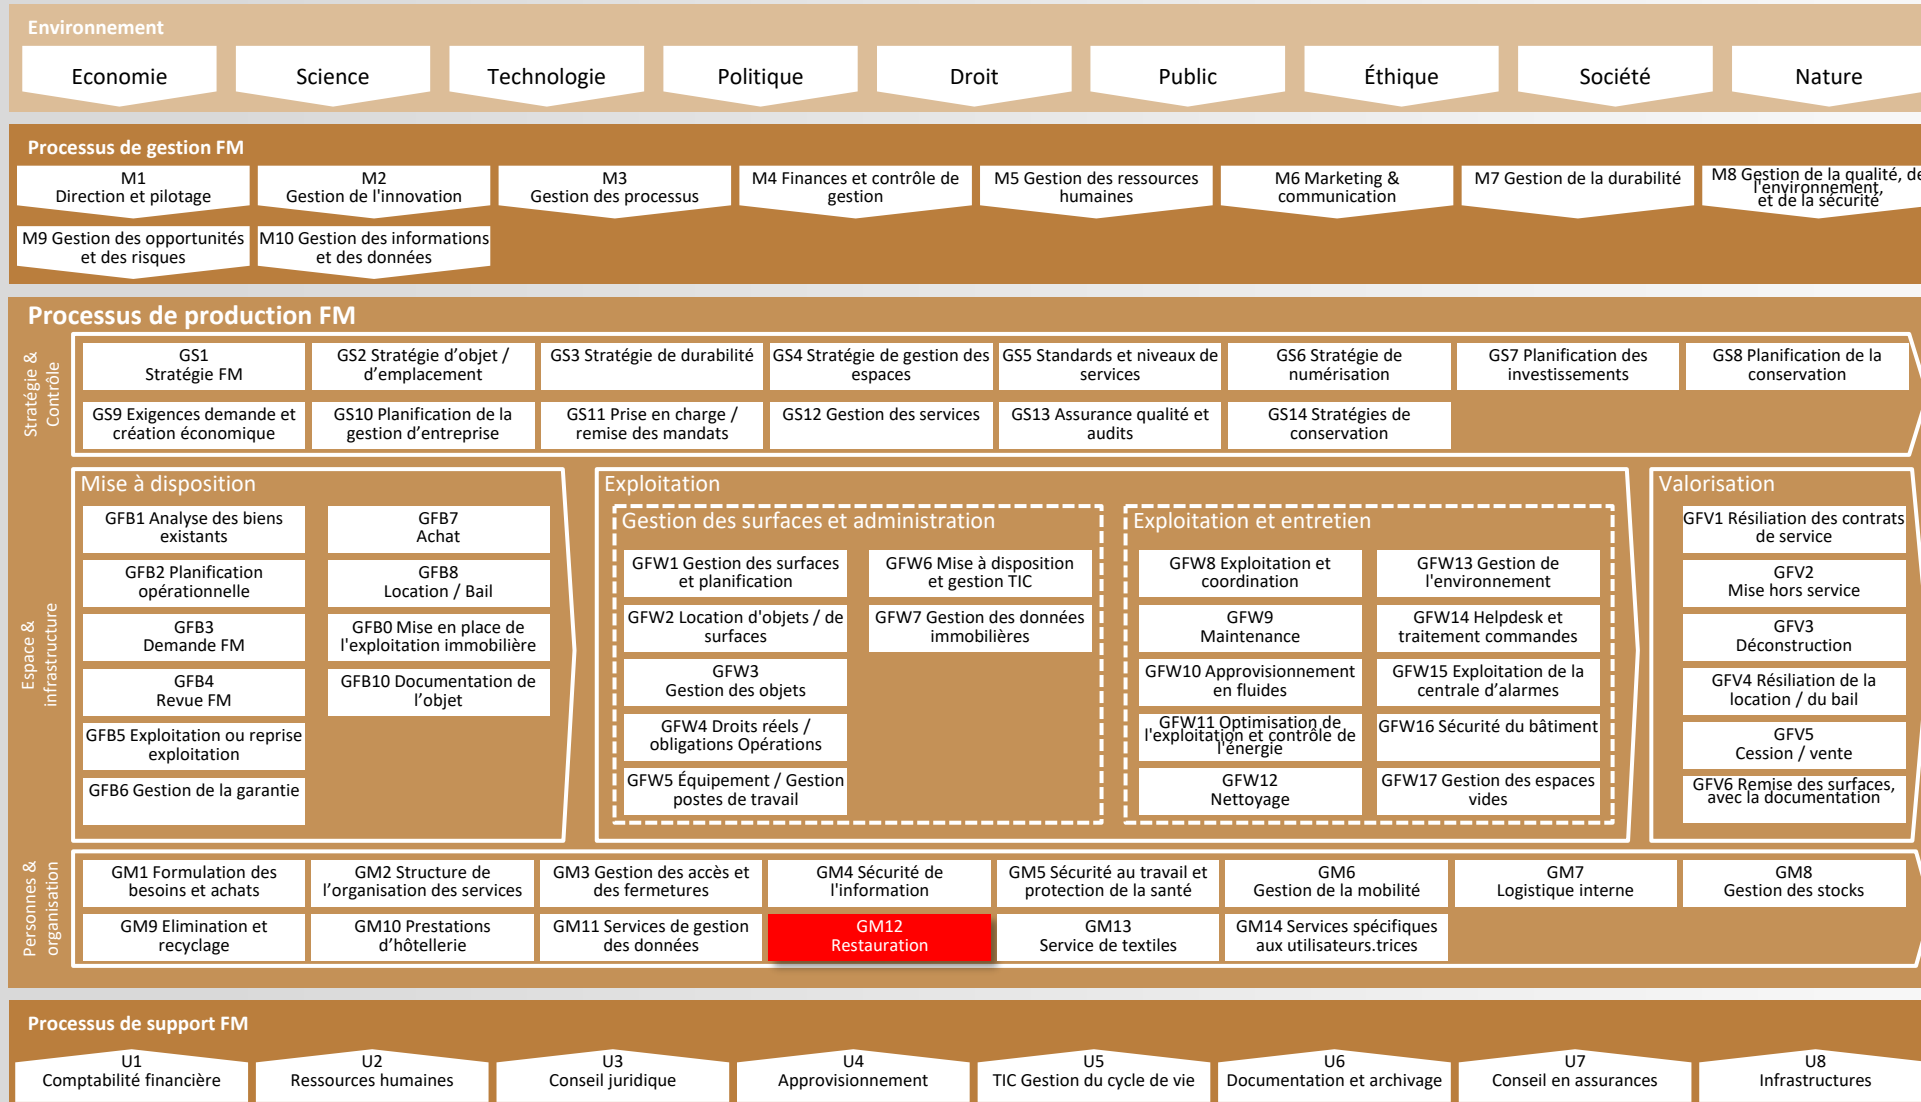 Environnement
Economie
Science
Technologie
Politique
Droit
Public
Éthique
Société
Nature
Processus de gestion FM
M1
Direction et pilotage
M2
Gestion de l'innovation
M3
Gestion des processus
M4 Finances et contrôle de
gestion
M5 Gestion des ressources
humaines
M6 Marketing &
communication
M7 Gestion de la durabilité
M8 Gestion de la qualité, de
l'environnement,
et de la sécurité
M9 Gestion des opportunités
et des risques
M10 Gestion des informations
et des données
Processus de production FM
Stratégie &
Contrôle
GS1
Stratégie FM
GS2 Stratégie d’objet /
d’emplacement
GS3 Stratégie de durabilité
GS4 Stratégie de gestion des
espaces
GS5 Standards et niveaux de
services
GS6 Stratégie de
numérisation
GS7 Planification des
investissements
GS8 Planification de la
conservation
GS9 Exigences demande et
création économique
GS10 Planification de la
gestion d’entreprise
GS11 Prise en charge /
remise des mandats
GS12 Gestion des services
GS13 Assurance qualité et
audits
GS14 Stratégies de
conservation
Espace &
infrastructure
Mise à disposition
GFB1 Analyse des biens
existants
GFB2 Planification
opérationnelle
GFB3
Demande FM
GFB4
Revue FM
GFB5 Exploitation ou reprise
exploitation
GFB6 Gestion de la garantie
GFB7
Achat
GFB8
Location / Bail
GFB0 Mise en place de
l'exploitation immobilière
GFB10 Documentation de
l’objet
Exploitation
Gestion des surfaces et administration
GFW1 Gestion des surfaces
et planification
GFW2 Location d'objets / de
surfaces
GFW3
Gestion des objets
GFW4 Droits réels /
obligations Opérations
GFW5 Équipement / Gestion
postes de travail
GFW6 Mise à disposition
et gestion TIC
GFW7 Gestion des données
immobilières
Exploitation et entretien
GFW8 Exploitation et
coordination
GFW9
Maintenance
GFW10 Approvisionnement
en fluides
GFW11 Optimisation de
l'exploitation et contrôle de
l'énergie
GFW12
Nettoyage
GFW13 Gestion de
l'environnement
GFW14 Helpdesk et
traitement commandes
GFW15 Exploitation de la
centrale d’alarmes
GFW16 Sécurité du bâtiment
GFW17 Gestion des espaces
vides
Valorisation
GFV1 Résiliation des contrats
de service
GFV2
Mise hors service
GFV3
Déconstruction
GFV4 Résiliation de la
location / du bail
GFV5
Cession / vente
GFV6 Remise des surfaces,
avec la documentation
Personnes &
organisation
GM1 Formulation des
besoins et achats
GM2 Structure de
l’organisation des services
GM3 Gestion des accès et
des fermetures
GM4 Sécurité de
l'information
GM5 Sécurité au travail et
protection de la santé
GM6
Gestion de la mobilité
GM7
Logistique interne
GM8
Gestion des stocks
GM9 Elimination et
recyclage
GM10 Prestations
d’hôtellerie
GM11 Services de gestion
des données
GM12
Restauration
GM13
Service de textiles
GM14 Services spécifiques
aux utilisateurs.trices
Processus de support FM
U1
Comptabilité financière
U2
Ressources humaines
U3
Conseil juridique
U4
Approvisionnement
U5
TIC Gestion du cycle de vie
U6
Documentation et archivage
U7
Conseil en assurances
U8
Infrastructures